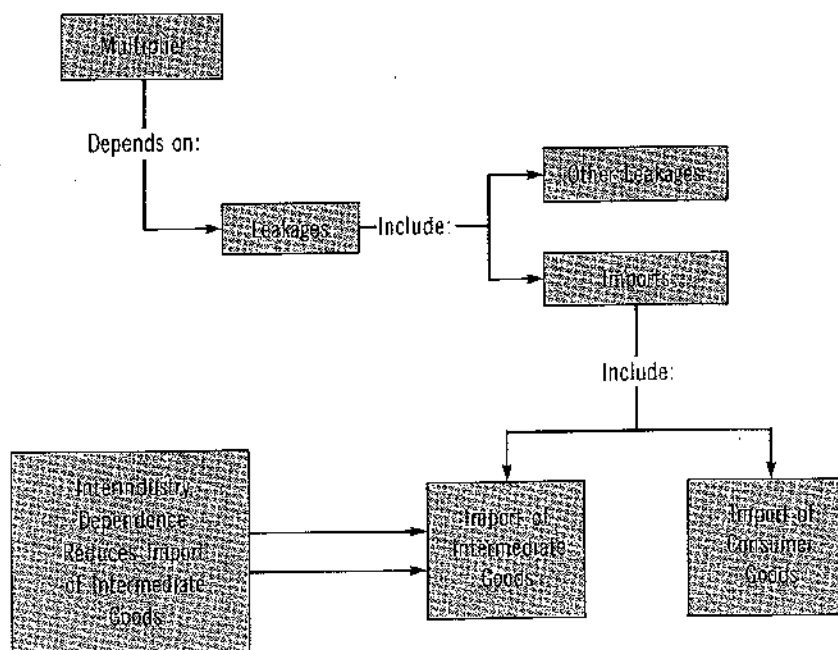 Multiplier
Depends on:
Other Leakages
Leakages
Include:
Imports
Include:
Interindustry
Dependence
Reduces Import
of Intermediate
Goods
Import of
Intermediate
Goods
Import of
Consumer
Goods